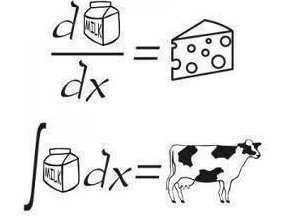 d MILK
dx =
∫ MILK dx =